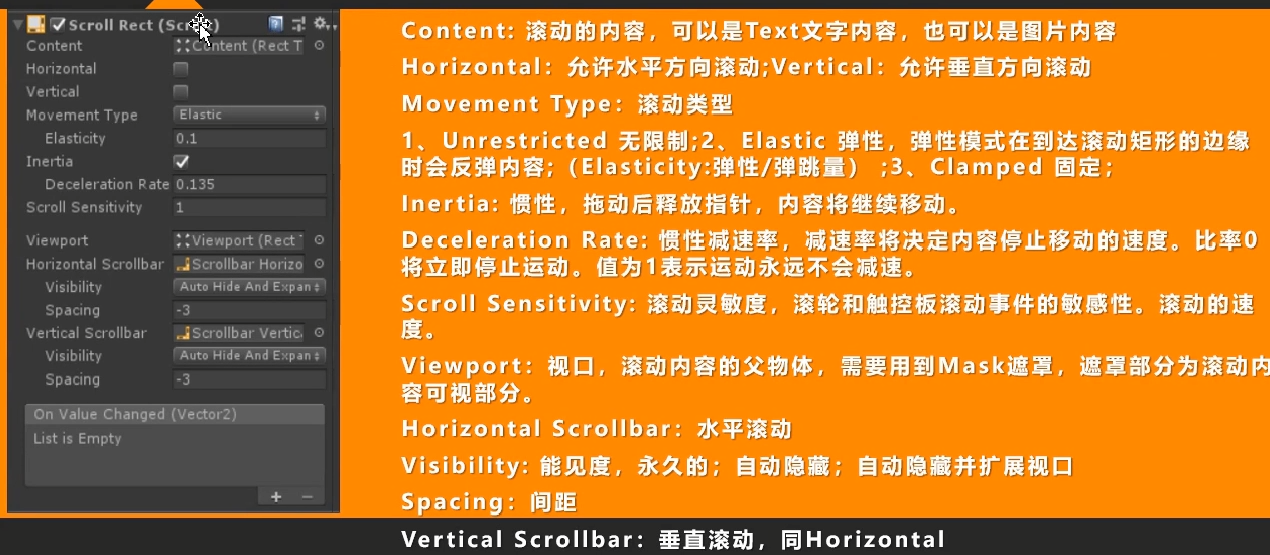 Scroll Rect (Sc
Content
Content (Rect T
Horizontal
Vertical
Movement Type
Elastic
Elasticity
0.1
Inertia
Deceleration Rate
0.135
Scroll Sensitivity
1
Viewport
Viewport (Rect
Horizontal Scrollbar
Scrollbar Horizo
Visibility
Auto Hide And Expan
Spacing
-3
Vertical Scrollbar
Scrollbar Vertic
Visibility
Auto Hide And Expan
Spacing
-3
On Value Changed (Vector2)
List is Empty
Content: 滚动的内容，可以是Text文字内容，也可以是图片内容
Horizontal：允许水平方向滚动;Vertical：允许垂直方向滚动
Movement Type：滚动类型
1、Unrestricted 无限制;2、Elastic 弹性，弹性模式在到达滚动矩形的边缘
时会反弹内容;（Elasticity:弹性/弹跳量） ;3、Clamped 固定;
Inertia: 惯性，拖动后释放指针，内容将继续移动。
Deceleration Rate: 惯性减速率，减速率将决定内容停止移动的速度。比率0
将立即停止运动。值为1表示运动永远不会减速。
Scroll Sensitivity: 滚动灵敏度，滚轮和触控板滚动事件的敏感性。滚动的速
度。
Viewport：视口，滚动内容的父物体，需要用到Mask遮罩，遮罩部分为滚动内
容可视部分。
Horizontal Scrollbar：水平滚动
Visibility: 能见度，永久的；自动隐藏；自动隐藏并扩展视口
Spacing：间距
Vertical Scrollbar：垂直滚动，同Horizontal